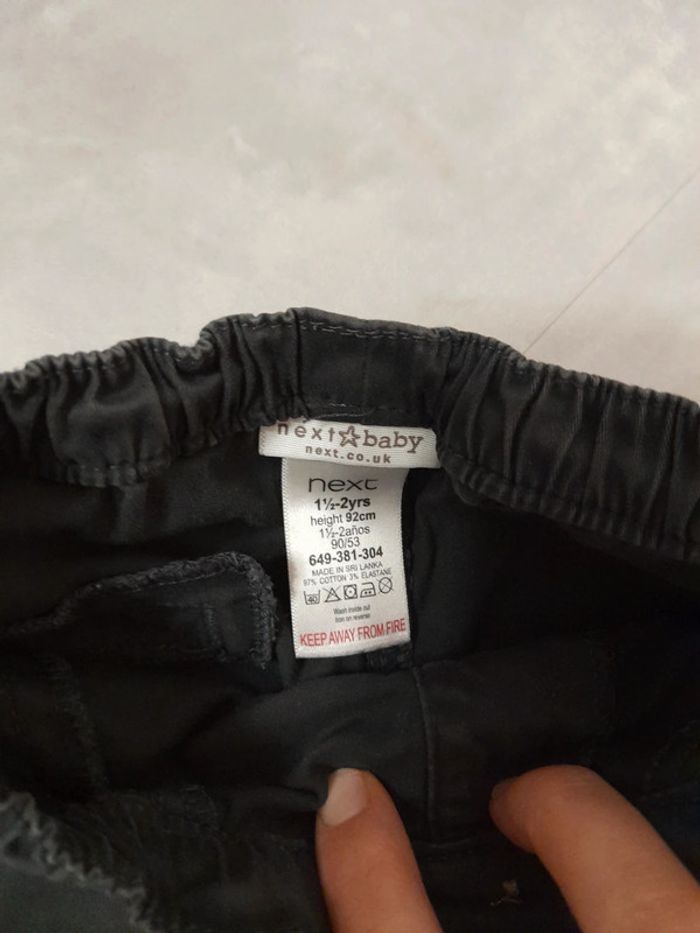 next☆baby
next.co.uk
next
1½-2yrs
height 92cm
1½-2años
90/53
649-381-304
MADE IN SRI LANKA
97% COTTON 3% ELASTANE
40
Wash inside out
Iron on reverse
KEEP AWAY FROM FIRE